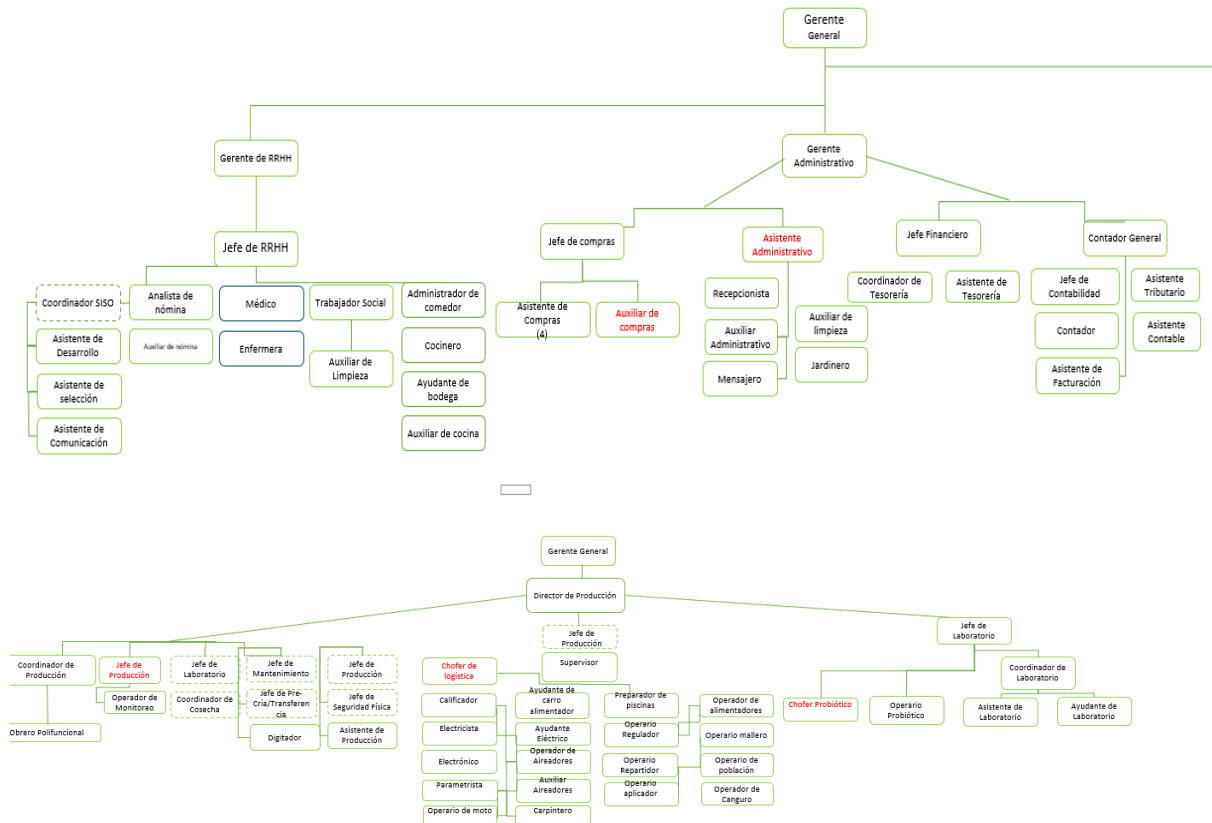 Gerente
General
Gerente de RRHH
Gerente
Administrativo
Jefe de RRHH
Jefe de compras
Asistente
Administrativo
Jefe Financiero
Contador General
Coordinador SISO
Analista de
nómina
Médico
Trabajador Social
Administrador de
comedor
Asistente de
Desarrollo
Auxiliar de nómina
Enfermera
Auxiliar de
Limpieza
Cocinero
Asistente de
selección
Ayudante de
bodega
Asistente de
Comunicación
Auxiliar de cocina
Asistente de
Compras
(4)
Auxiliar de
compras
Recepcionista
Auxiliar
Administrativo
Mensajero
Auxiliar de
limpieza
Jardinero
Coordinador de
Tesorería
Asistente de
Tesorería
Jefe de
Contabilidad
Asistente
Tributario
Contador
Asistente
Contable
Asistente de
Facturación
Gerente General
Director de Producción
Coordinador de
Producción
Jefe de
Producción
Jefe de
Laboratorio
Jefe de
Mantenimiento
Jefe de
Producción
Operador de
Monitoreo
Coordinador de
Cosecha
Jefe de Pre-
Cría/Transferen
cia
Jefe de
Seguridad Física
Obrero Polifuncional
Digitador
Asistente de
Producción
Jefe de
Producción
Supervisor
Chofer de
logística
Calificador
Ayudante de
carro
alimentador
Preparador de
piscinas
Operador de
alimentadores
Electricista
Ayudante
Eléctrico
Operario
Regulador
Operario mallero
Electrónico
Operador de
Aireadores
Operario
Repartidor
Operario de
población
Parametrista
Auxiliar
Aireadores
Operario
aplicador
Operador de
Canguro
Operario de moto
Carpintero
Jefe de
Laboratorio
Coordinador de
Laboratorio
Chofer Probiótico
Operario
Probiótico
Asistente de
Laboratorio
Ayudante de
Laboratorio